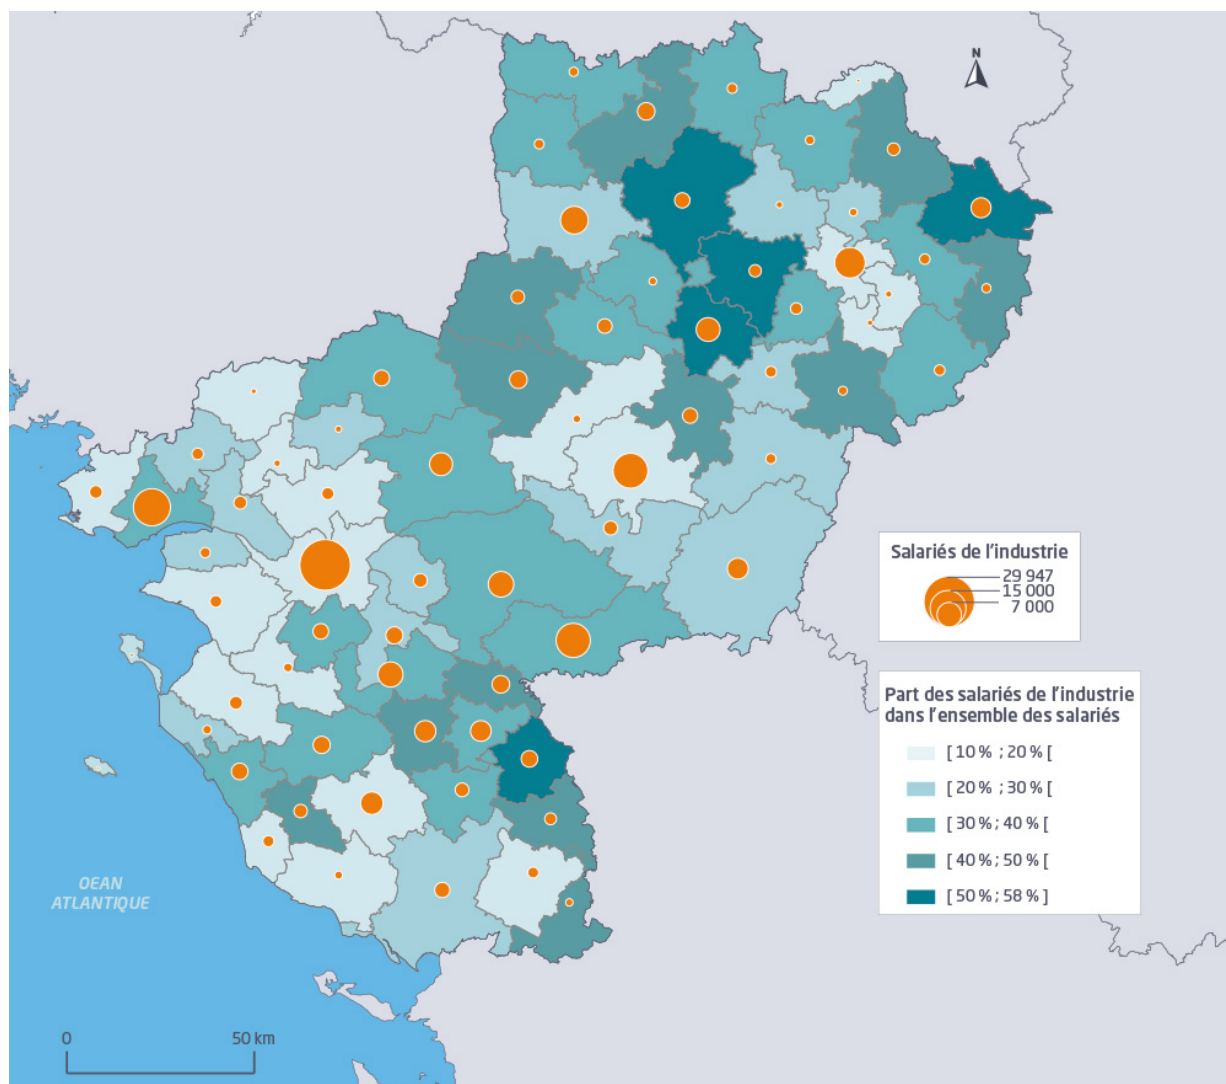 N
Salariés de l'industrie
29 947
15 000
7 000
Part des salariés de l'industrie
dans l'ensemble des salariés
[ 10 % ; 20 % [
[ 20 % ; 30 % [
[ 30 % ; 40 % [
[ 40 % ; 50 % [
[ 50 % ; 58 % ]
OEAN
ATLANTIQUE
0 50 km